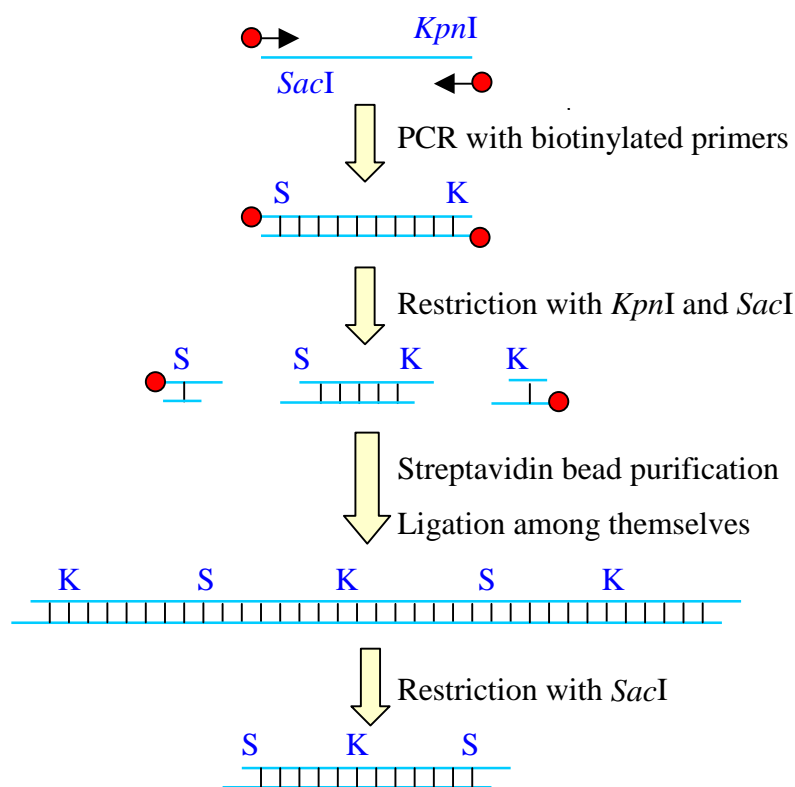 KpnI
SacI
PCR with biotinylated primers
S K
Restriction with KpnI and SacI
S S K K
Streptavidin bead purification
Ligation among themselves
K S K S K
Restriction with SacI
S K S